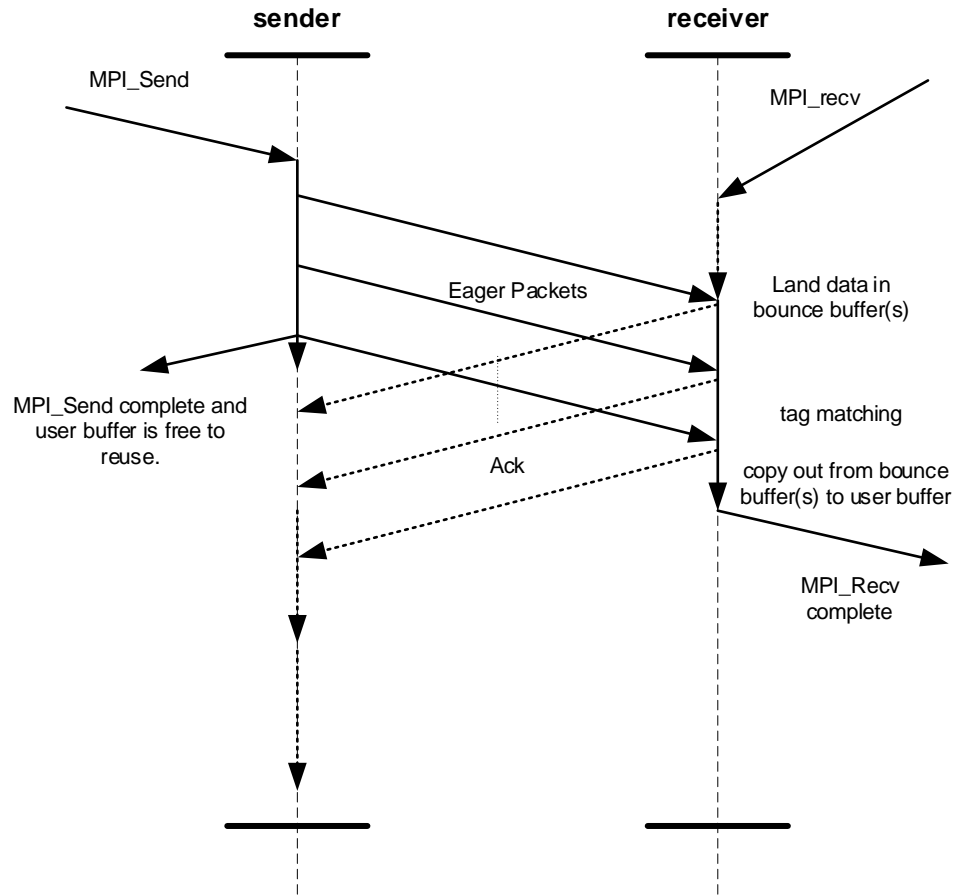 sender
receiver
MPI_Send
MPI_recv
Eager Packets
Land data in
bounce buffer(s)
MPI_Send complete and
user buffer is free to
reuse.
tag matching
Ack
copy out from bounce
buffer(s) to user buffer
MPI_Recv
complete